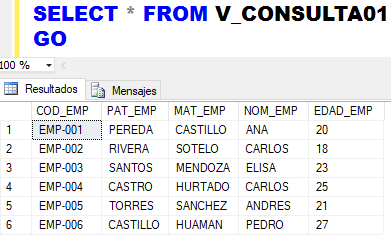 SELECT * FROM V_CONSULTA01
GO
100 %
Resultados Mensajes
COD_EMP PAT_EMP MAT_EMP NOM_EMP EDAD_EMP
1 EMP-001 PEREDA CASTILLO ANA 20
2 EMP-002 RIVERA SOTELO CARLOS 18
3 EMP-003 SANTOS MENDOZA ELISA 23
4 EMP-004 CASTRO HURTADO CARLOS 25
5 EMP-005 TORRES SANCHEZ ANDRES 21
6 EMP-006 CASTILLO HUAMAN PEDRO 27